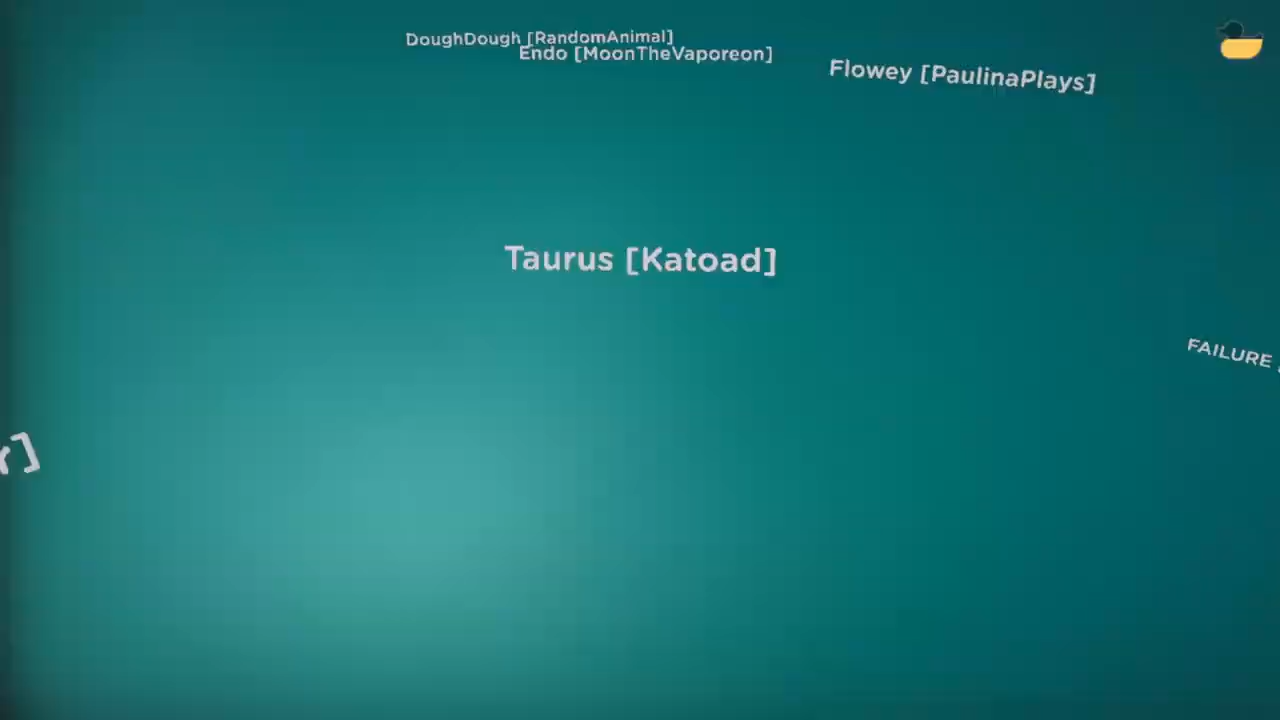 DoughDough [RandomAnimal]
Endo [MoonTheVaporeon]
Flowey [PaulinaPlays]
Taurus [Katoad]
FAILURE